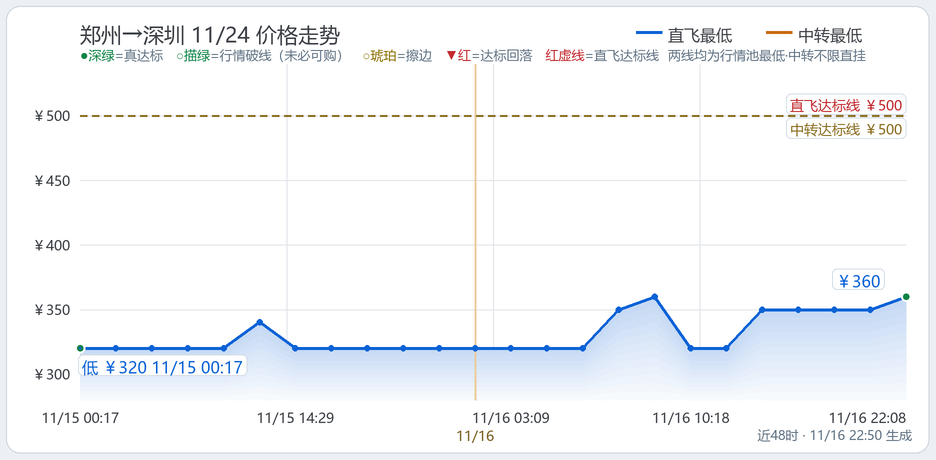 郑州→深圳 11/24 价格走势
直飞最低 中转最低
●深绿=真达标 ○描绿=行情破线（未必可购） ○琥珀=擦边 ▼红=达标回落 红虚线=直飞达标线 两线均为行情池最低·中转不限直挂
直飞达标线 ￥500
￥500
中转达标线 ￥500
￥450
￥400
￥360
￥350
低 ￥320 11/15 00:17
￥300
11/15 00:17 11/15 14:29 11/16 03:09 11/16 10:18 11/16 22:08
11/16
近48时 · 11/16 22:50 生成